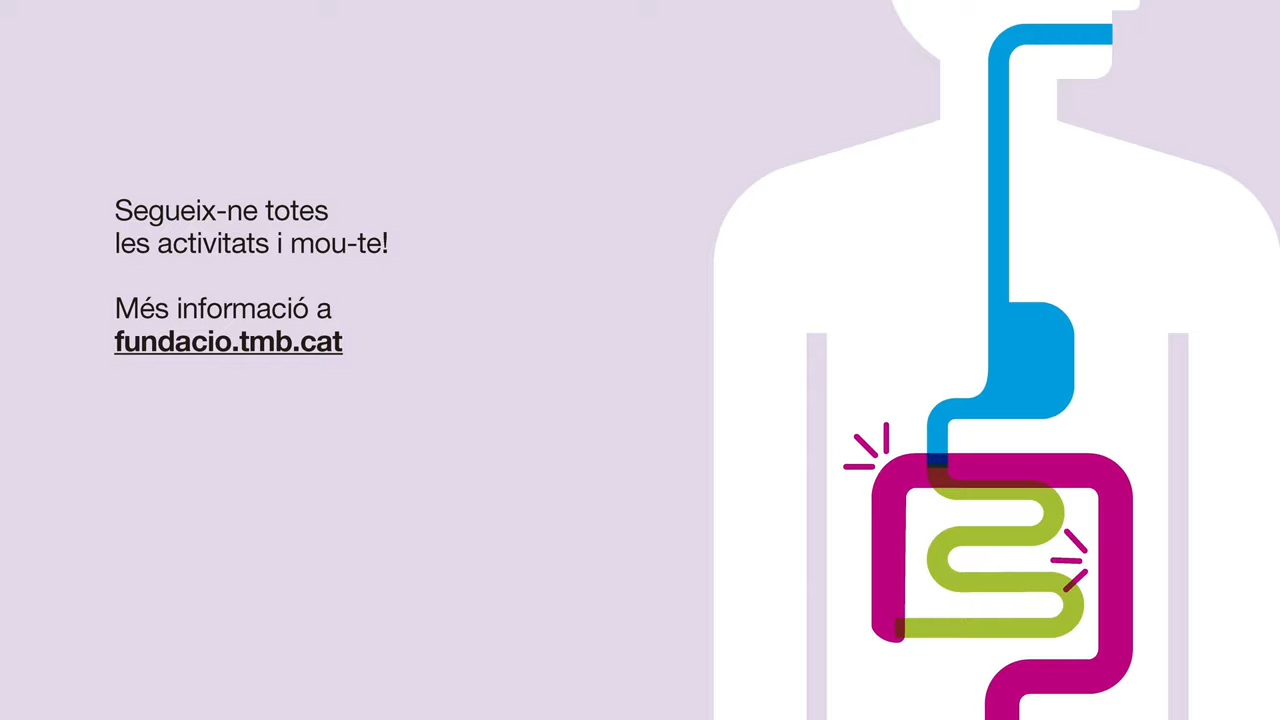 Segueix-ne totes
les activitats i mou-te!
Més informació a
fundacio.tmb.cat